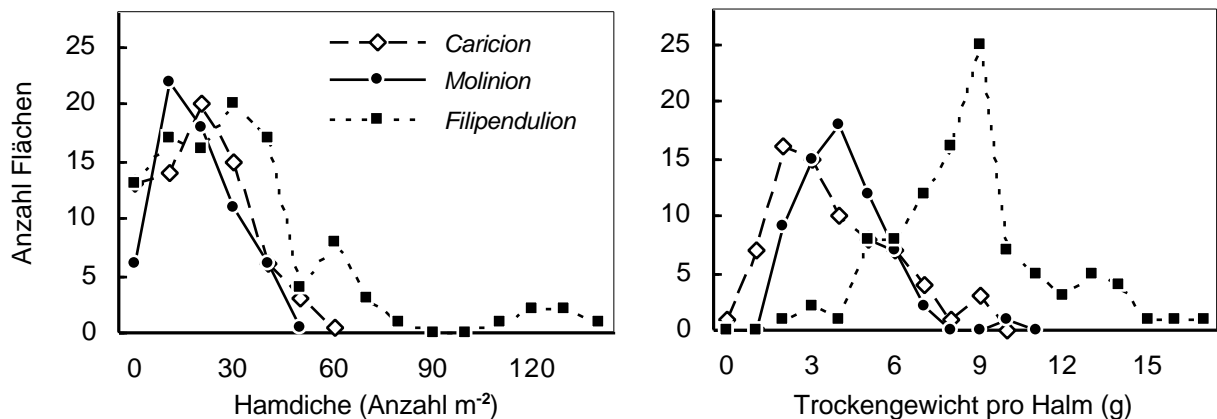 Anzahl Flächen
25
20
15
10
5
0
0 30 60 90 120
Hamdiche (Anzahl m⁻²)
Caricion
Molinion
Filipendulion
25
20
15
10
5
0
0 3 6 9 12 15
Trockengewicht pro Halm (g)